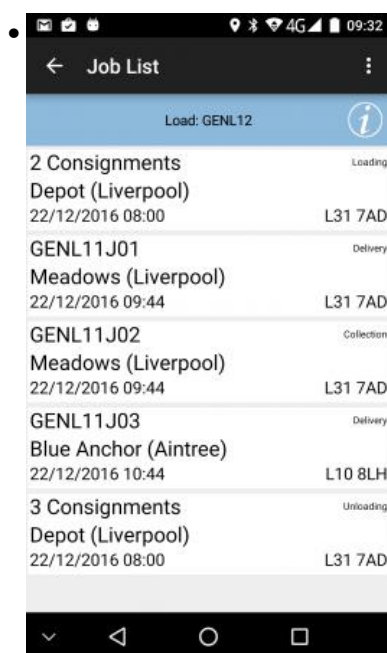 4G 09:32
Job List
Load: GENL12 i
2 Consignments Loading
Depot (Liverpool)
22/12/2016 08:00 L31 7AD
GENL11J01 Delivery
Meadows (Liverpool)
22/12/2016 09:44 L31 7AD
GENL11J02 Collection
Meadows (Liverpool)
22/12/2016 09:44 L31 7AD
GENL11J03 Delivery
Blue Anchor (Aintree)
22/12/2016 10:44 L10 8LH
3 Consignments Unloading
Depot (Liverpool)
22/12/2016 08:00 L31 7AD